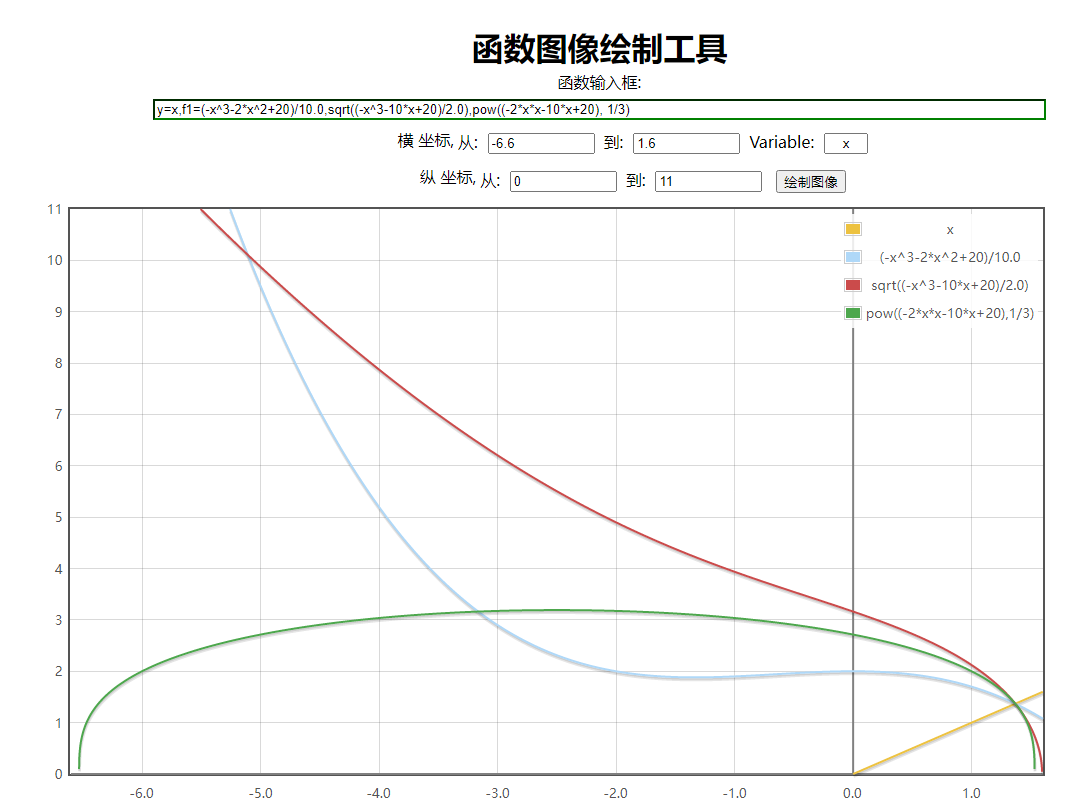 函数图像绘制工具
函数输入框:
y=x,f1=(-x^3-2*x^2+20)/10.0,sqrt((-x^3-10*x+20)/2.0),pow((-2*x*x-10*x+20), 1/3)
横 坐标, 从: -6.6 到: 1.6 Variable: x
纵 坐标, 从: 0 到: 11 绘制图像
11
x
(-x^3-2*x^2+20)/10.0
10
sqrt((-x^3-10*x+20)/2.0)
9
pow((-2*x*x-10*x+20),1/3)
8
7
6
5
4
3
2
1
0
-6.0 -5.0 -4.0 -3.0 -2.0 -1.0 0.0 1.0